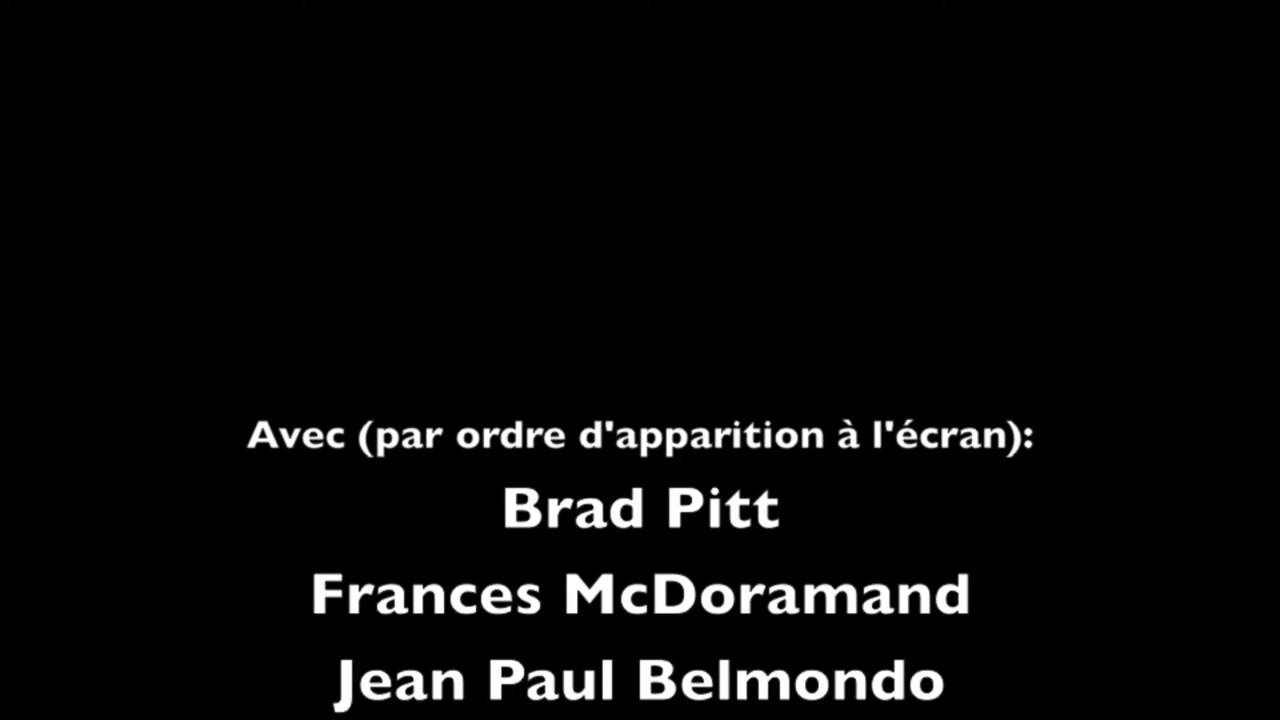 Avec (par ordre d'apparition à l'écran):
Brad Pitt
Frances McDoramand
Jean Paul Belmondo